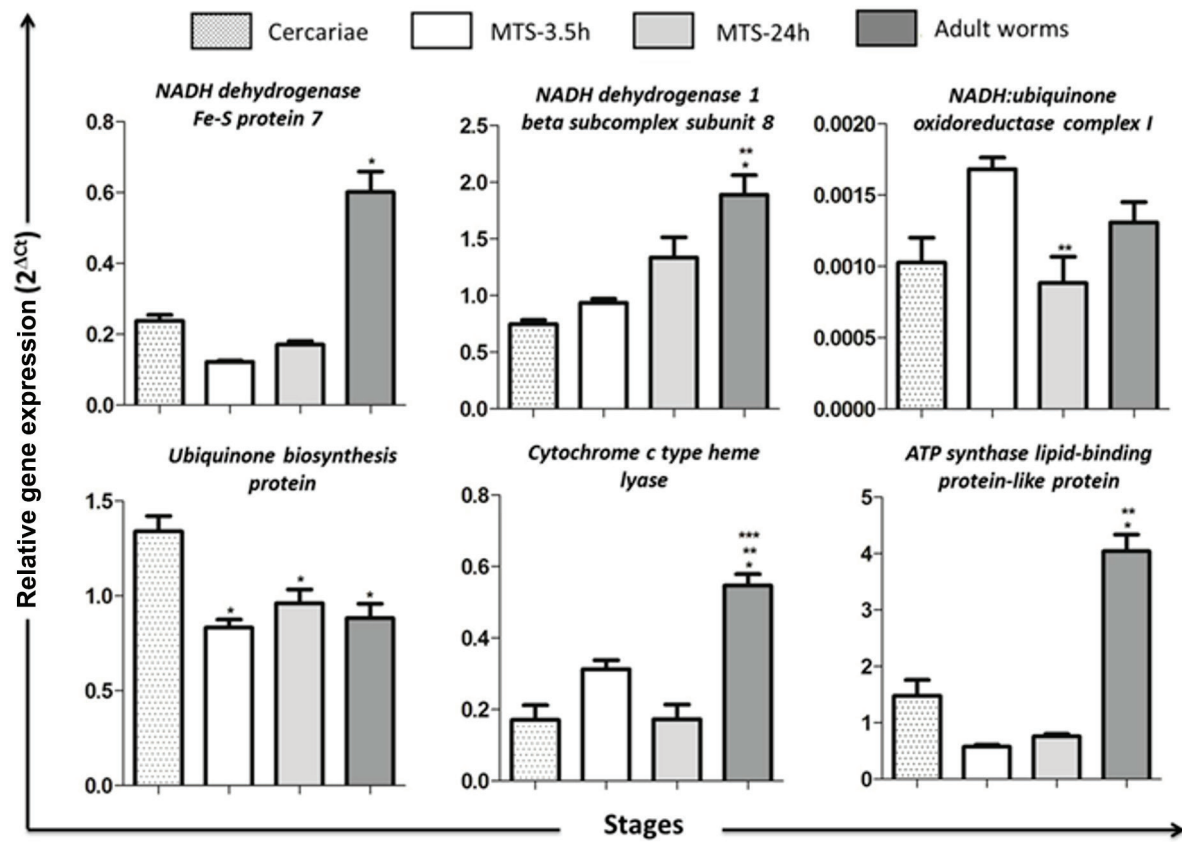 Cercariae
MTS-3.5h
MTS-24h
Adult worms
Relative gene expression (2^ΔCt)
NADH dehydrogenase
Fe-S protein 7
0.8
0.6
0.4
0.2
0.0
*
NADH dehydrogenase 1
beta subcomplex subunit 8
2.5
2.0
1.5
1.0
0.5
0.0
**
*
NADH:ubiquinone
oxidoreductase complex I
0.0020
0.0015
0.0010
0.0005
0.0000
**
Ubiquinone biosynthesis
protein
1.5
1.0
0.5
0.0
* * *
Cytochrome c type heme
lyase
0.8
0.6
0.4
0.2
0.0
***
**
*
ATP synthase lipid-binding
protein-like protein
5
4
3
2
1
0
**
*
Stages